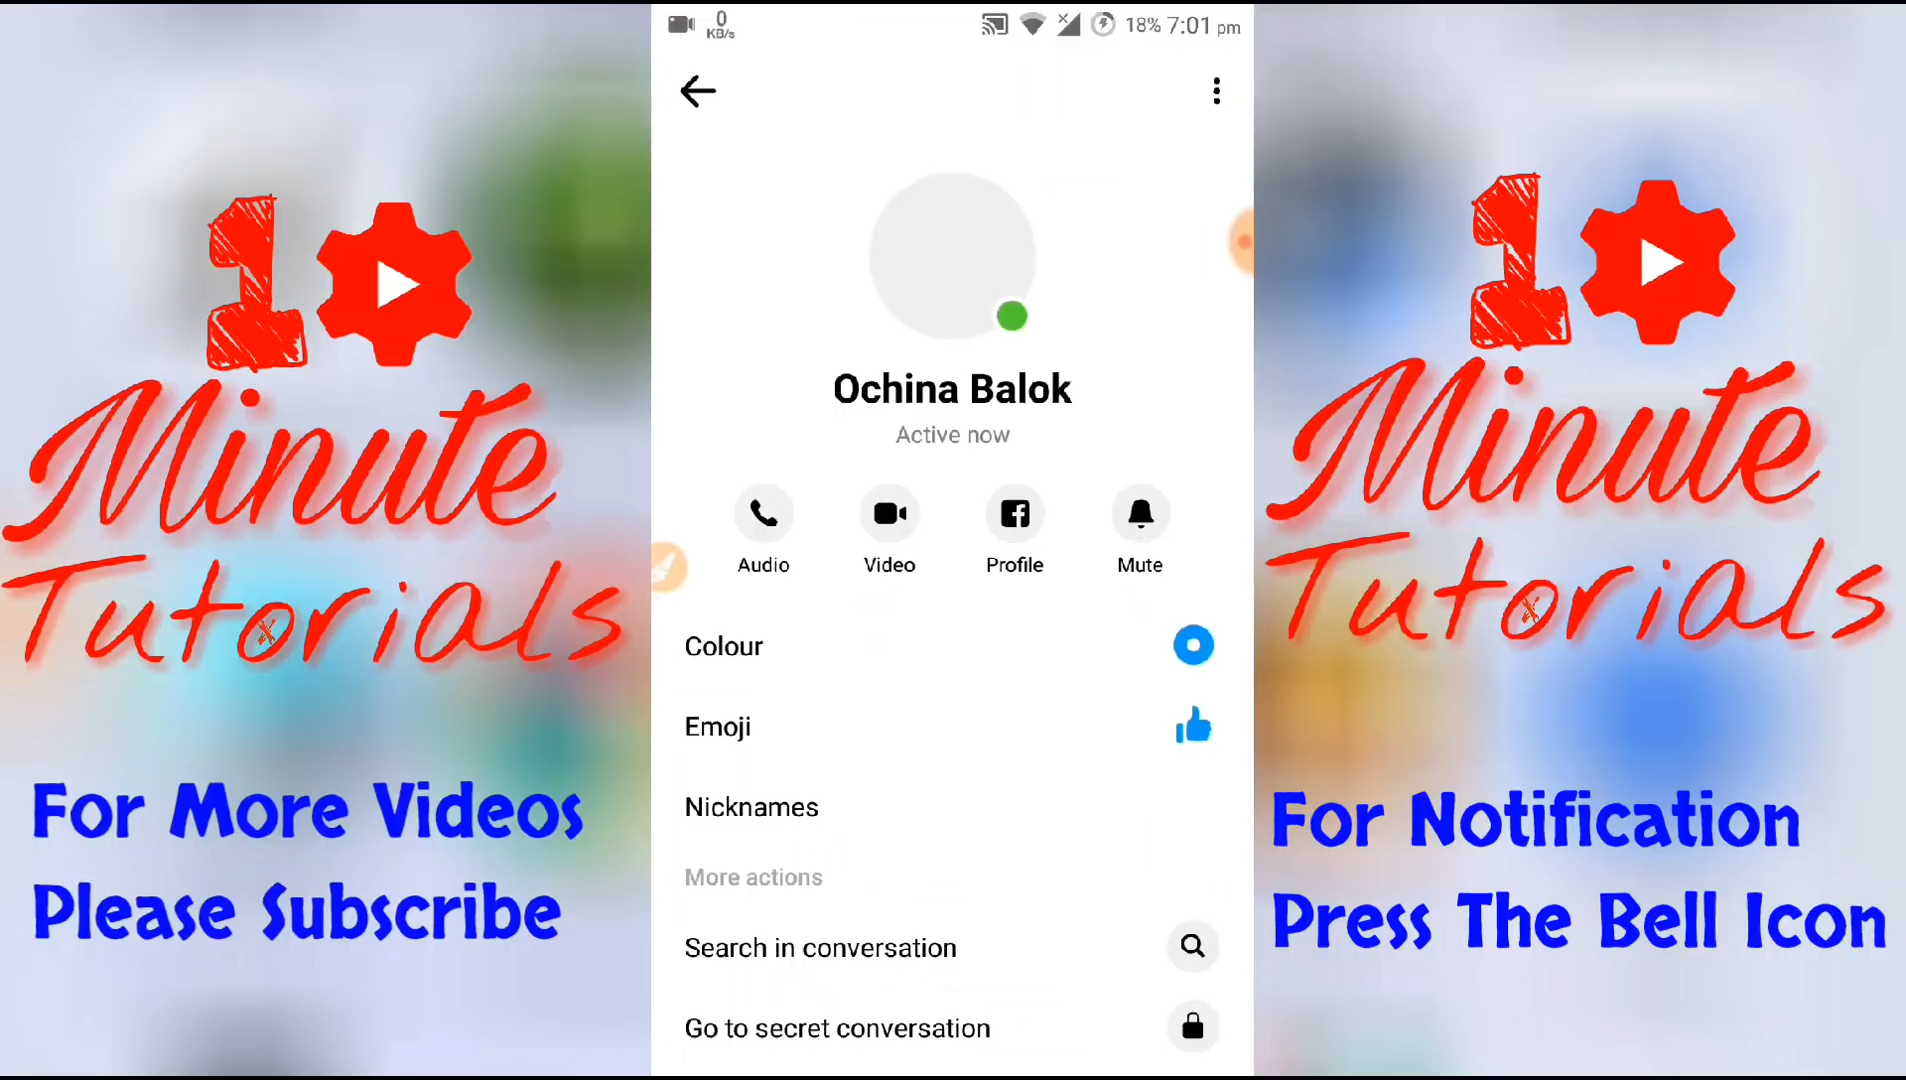 1
Minute
Tutorials
For More Videos
Please Subscribe
0
KB/s
18% 7:01 pm
Ochina Balok
Active now
Audio
Video
Profile
Mute
Colour
Emoji
Nicknames
More actions
Search in conversation
Go to secret conversation
1
Minute
Tutorials
For Notification
Press The Bell Icon